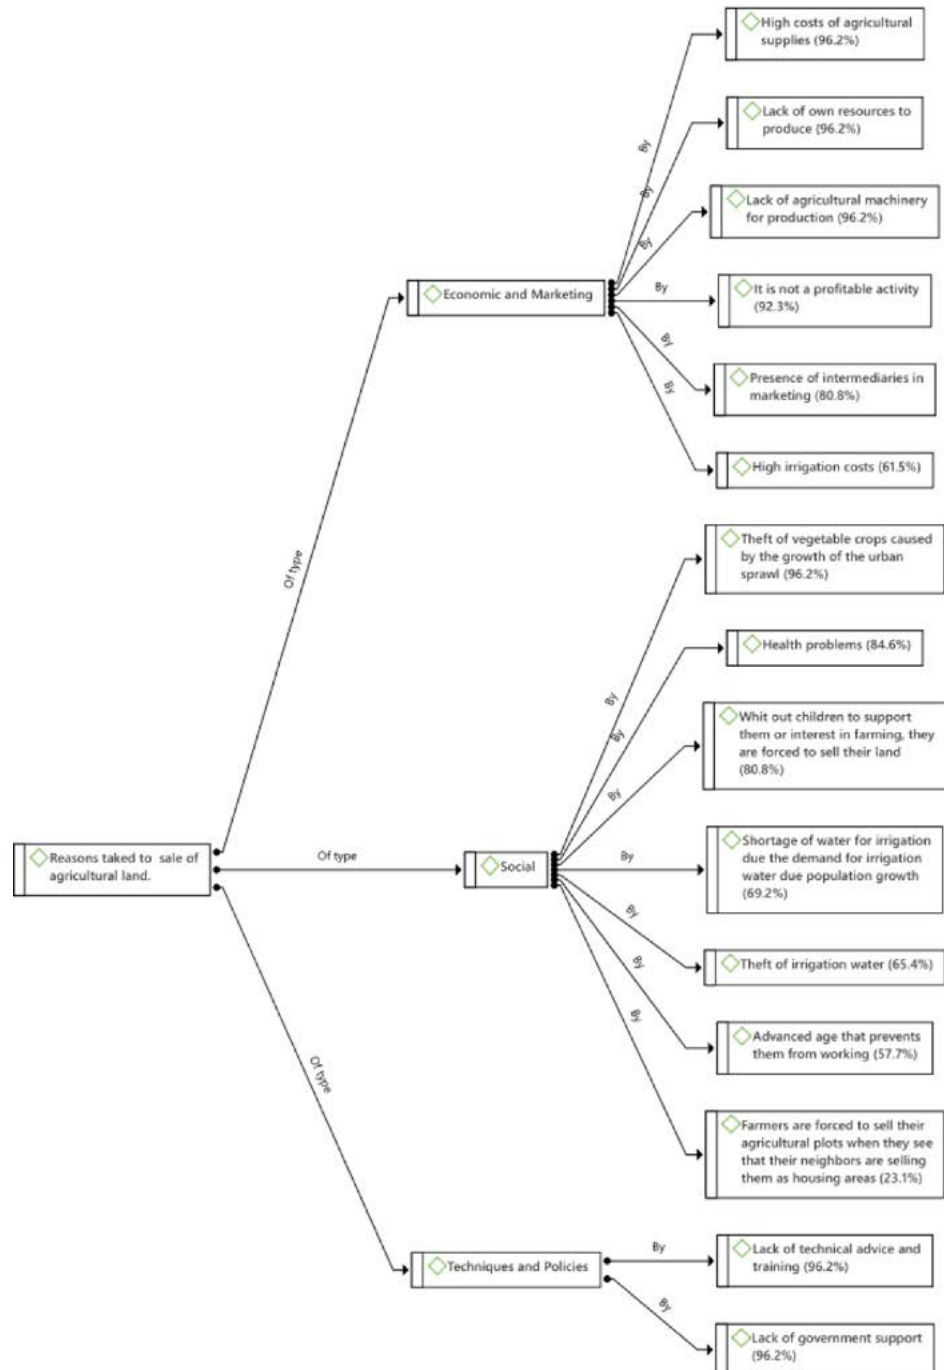 High costs of agricultural
supplies (96.2%)
Lack of own resources to
produce (96.2%)
Lack of agricultural machinery
for production (96.2%)
It is not a profitable activity
(92.3%)
Presence of intermediaries in
marketing (80.8%)
High irrigation costs (61.5%)
By
By
By
By
By
By
Economic and Marketing
Of type
Theft of vegetable crops caused
by the growth of the urban
sprawl (96.2%)
Health problems (84.6%)
Whit out children to support
them or interest in farming, they
are forced to sell their land
(80.8%)
Shortage of water for irrigation
due the demand for irrigation
water due population growth
(69.2%)
Theft of irrigation water (65.4%)
Advanced age that prevents
them from working (57.7%)
Farmers are forced to sell their
agricultural plots when they see
that their neighbors are selling
them as housing areas (23.1%)
By
By
By
By
By
By
By
Social
Of type
Reasons taked to sale of
agricultural land.
Of type
Techniques and Policies
By
By
Lack of technical advice and
training (96.2%)
Lack of government support
(96.2%)